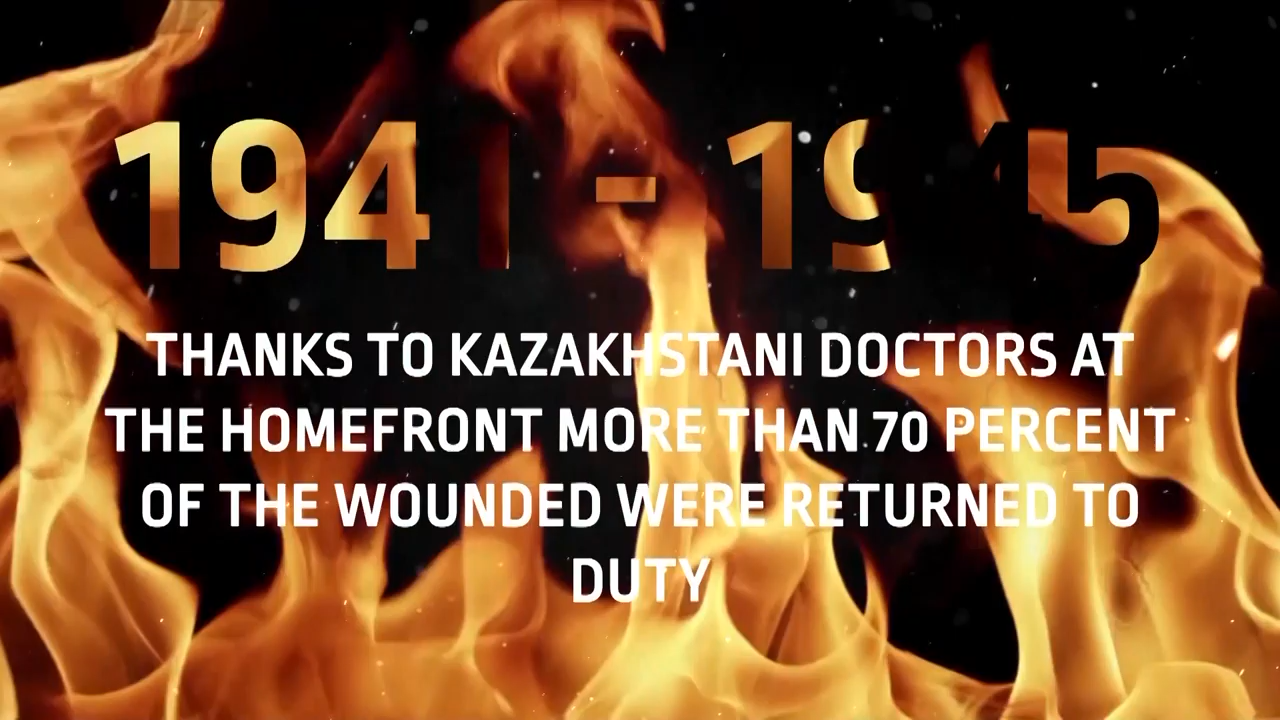 1941 - 1945
THANKS TO KAZAKHSTANI DOCTORS AT
THE HOMEFRONT MORE THAN 70 PERCENT
OF THE WOUNDED WERE RETURNED TO
DUTY